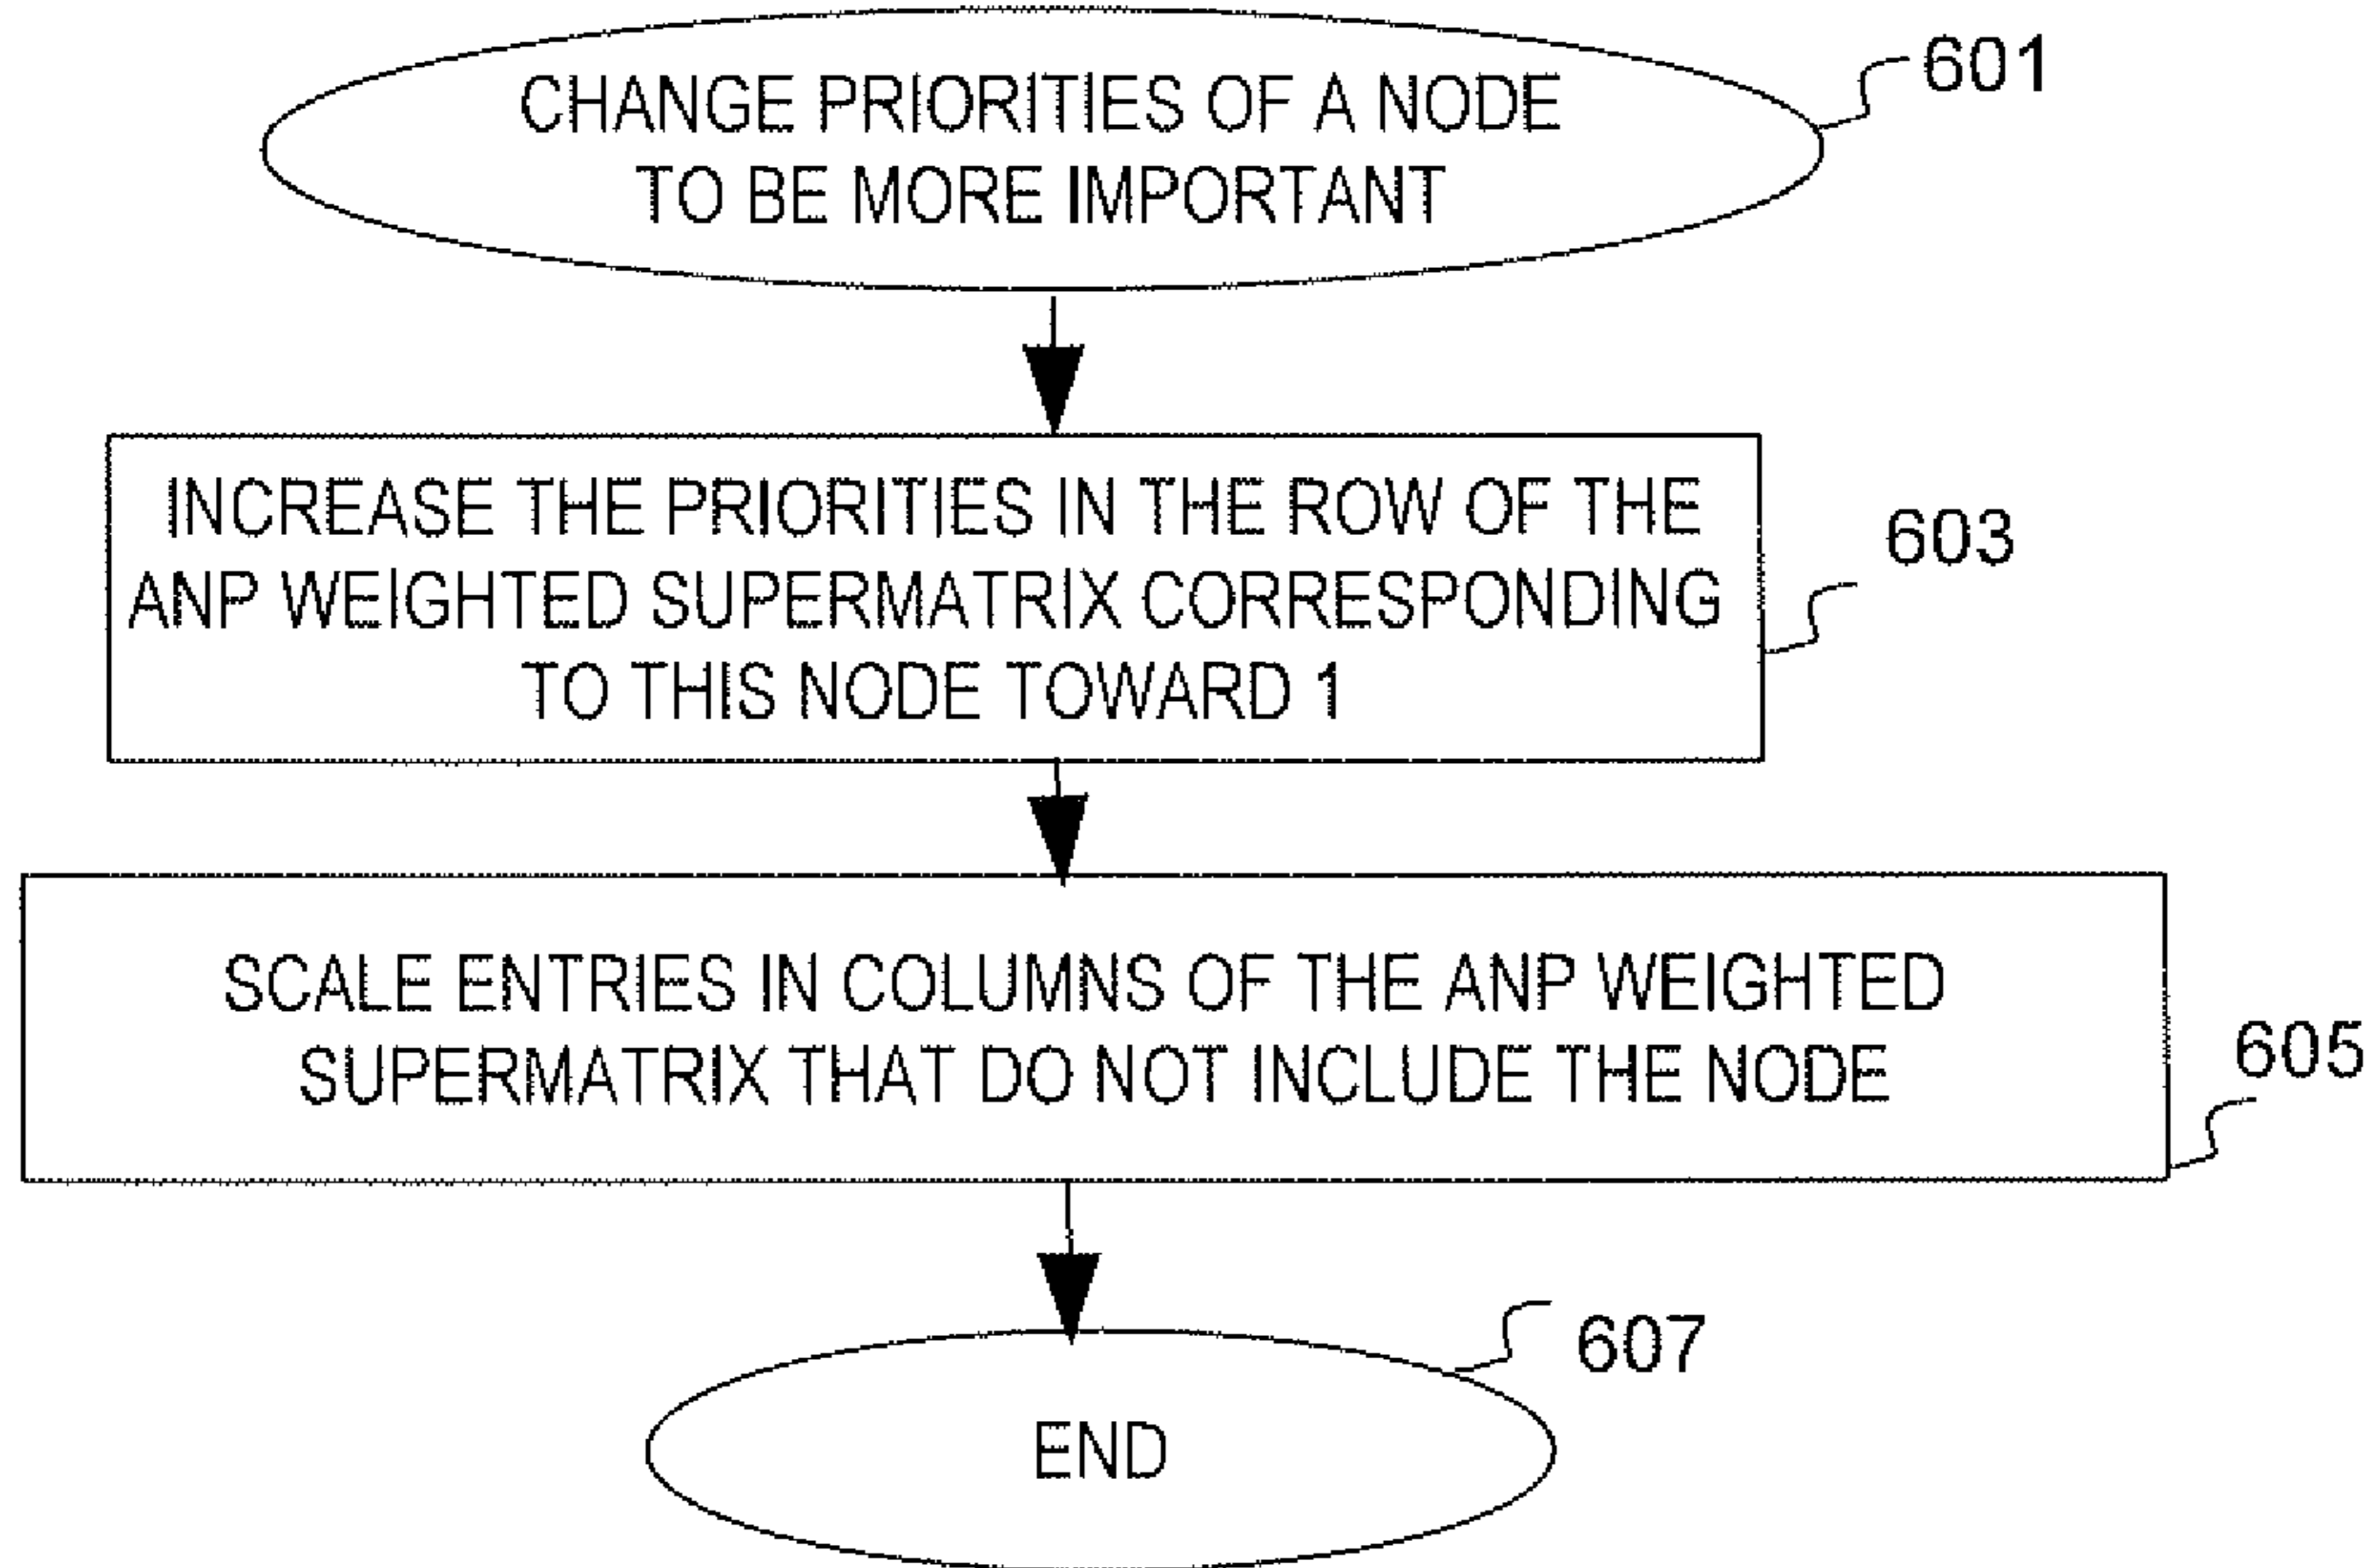 CHANGE PRIORITIES OF A NODE
TO BE MORE IMPORTANT
601
INCREASE THE PRIORITIES IN THE ROW OF THE
ANP WEIGHTED SUPERMATRIX CORRESPONDING
TO THIS NODE TOWARD 1
603
SCALE ENTRIES IN COLUMNS OF THE ANP WEIGHTED
SUPERMATRIX THAT DO NOT INCLUDE THE NODE
605
607
END